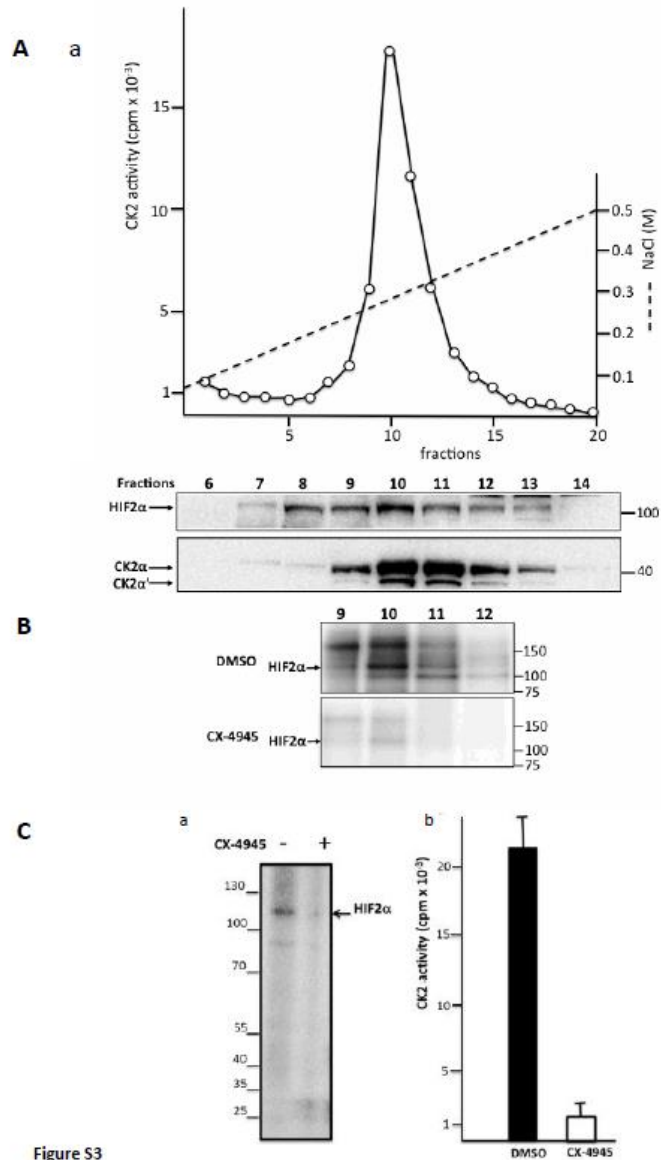 A a
CK2 activity (cpm x 10⁻³)
15
10
5
1
0.5
0.4
0.3
0.2
0.1
NaCl (M)
5 10 15 20
fractions
Fractions 6 7 8 9 10 11 12 13 14
HIF2α 100
CK2α 40
CK2α'
B
9 10 11 12
DMSO HIF2α 150
100
75
CX-4945 HIF2α 150
100
75
C
a
CX-4945 - +
130
100
70
55
40
35
25
HIF2α
b
CK2 activity (cpm x 10⁻³)
20
15
10
5
1
DMSO CX-4945
Figure S3